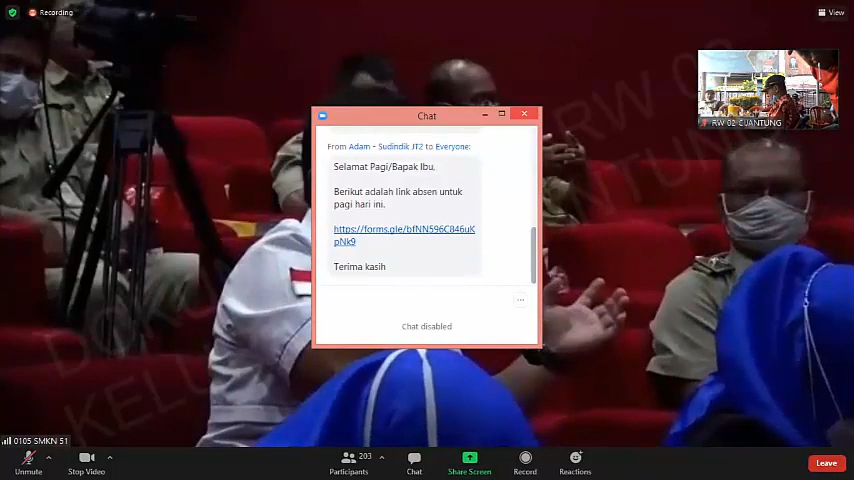 Recording
View
Chat
From Adam - Sudindik JT2 to Everyone:
Selamat Pagi/Bapak Ibu,
Berikut adalah link absen untuk
pagi hari ini.
https://forms.gle/bfNN596C846uK
pNk9
Terima kasih
Chat disabled
RW 02 CIJANTUNG
RW 02
0105 SMKN 51
Unmute
Stop Video
203
Participants
Chat
Share Screen
Record
Reactions
Leave